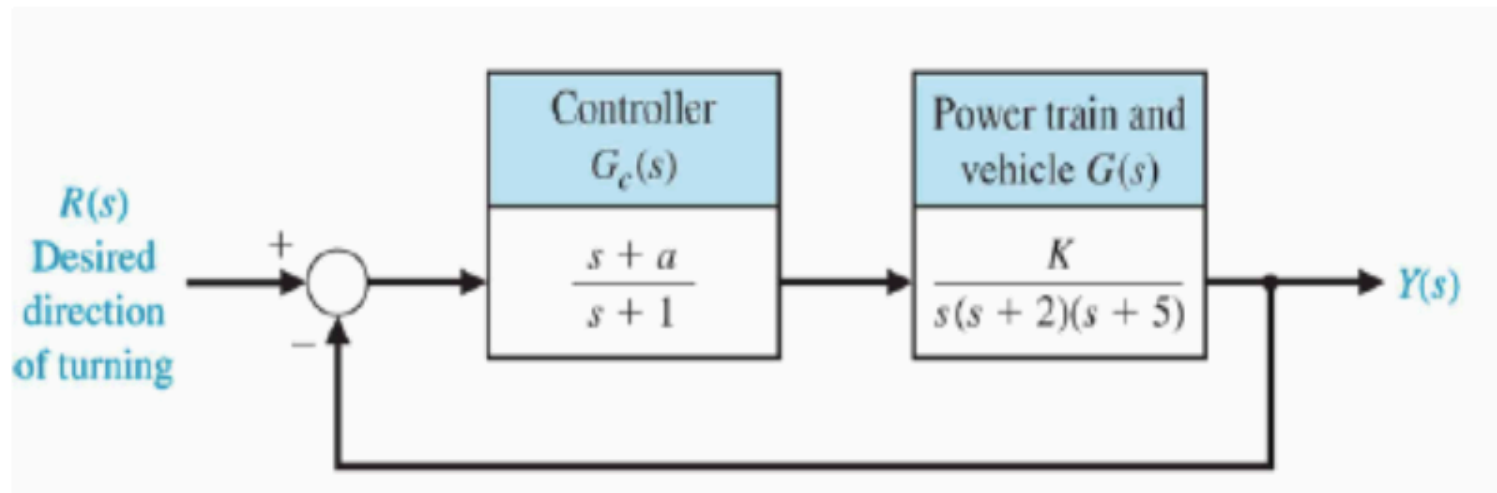 R(s)
Desired
direction
of turning
+
−
Controller
G_c(s)
s + a
s + 1
Power train and
vehicle G(s)
K
s(s + 2)(s + 5)
Y(s)